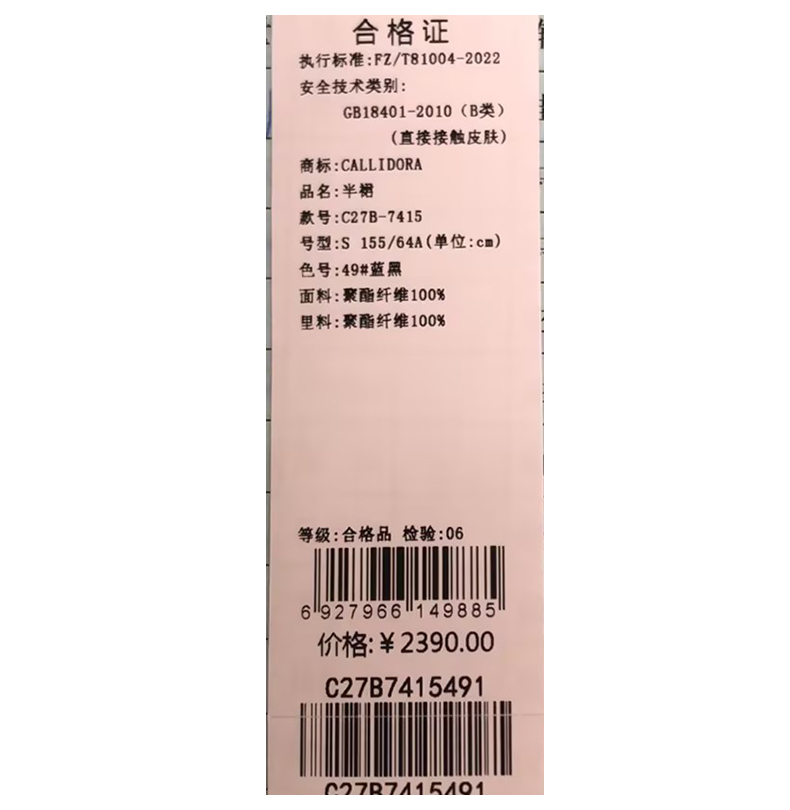 合格证
执行标准:FZ/T81004-2022
安全技术类别:
GB18401-2010（B类）
(直接接触皮肤)
商标:CALLIDORA
品名:半裙
款号:C27B-7415
号型:S 155/64A(单位:cm)
色号:49#蓝黑
面料:聚酯纤维100%
里料:聚酯纤维100%
等级:合格品 检验:06
6 927966 149885
价格:¥2390.00
C27B7415491
C27B7415491